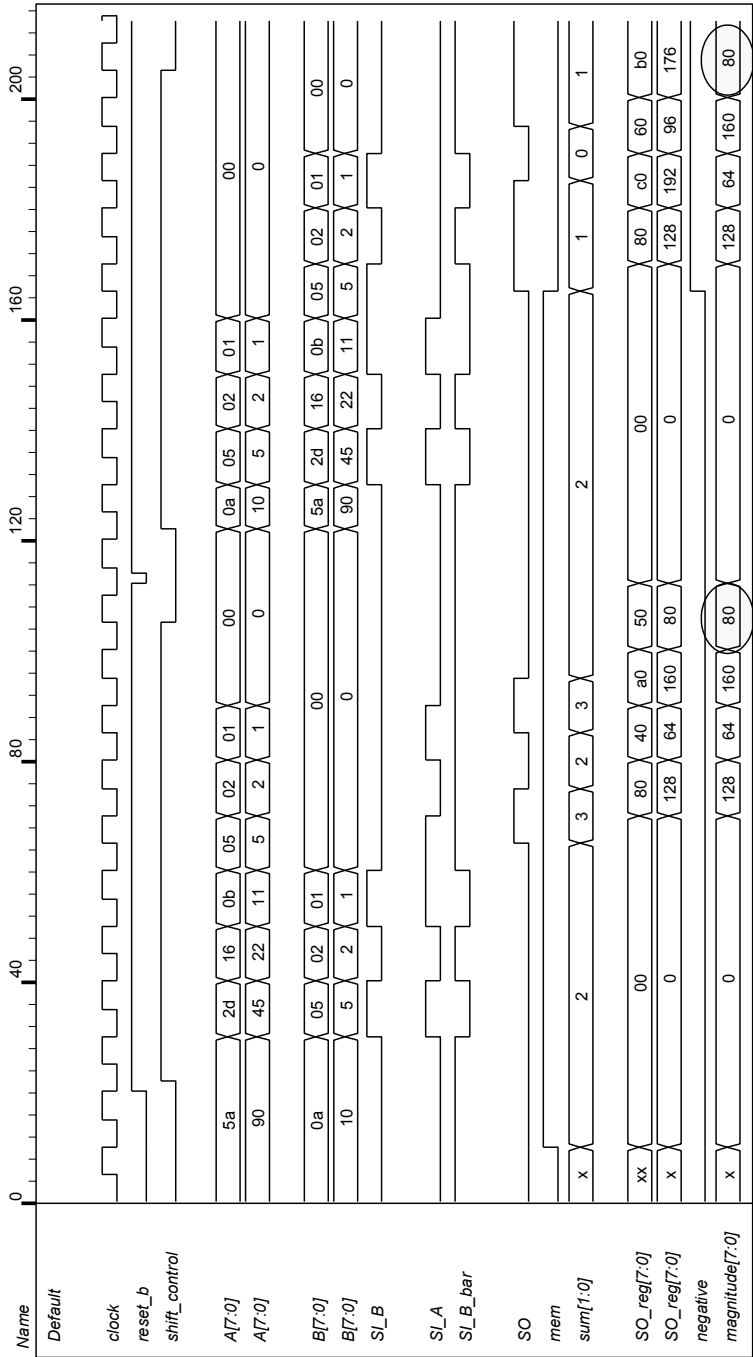 Name
0 40 80 120 160 200
Default
clock
reset_b
shift_control
A[7:0] 5a 2d 16 0b 05 02 01 00 0a 05 02 01 00
A[7:0] 90 45 22 11 5 2 1 0 10 5 2 1 0
B[7:0] 0a 05 02 01 00 5a 2d 16 0b 05 02 01 00
B[7:0] 10 5 2 1 0 90 45 22 11 5 2 1 0
SI_B
SI_A
SI_B_bar
SO
mem
sum[1:0] x 2 3 2 3 2 1 0 1
SO_reg[7:0] xx 00 80 40 a0 50 00 80 c0 60 b0
SO_reg[7:0] x 0 128 64 160 80 0 128 192 96 176
negative
magnitude[7:0] x 0 128 64 160 80 0 128 64 160 80